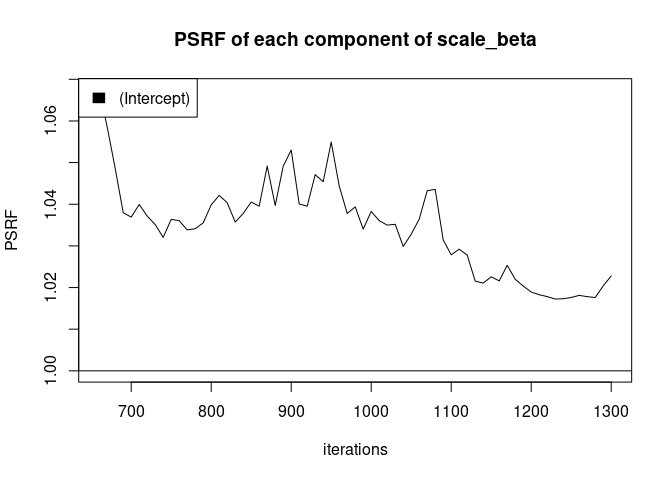 PSRF of each component of scale_beta
(Intercept)
PSRF
1.06
1.04
1.02
1.00
700 800 900 1000 1100 1200 1300
iterations